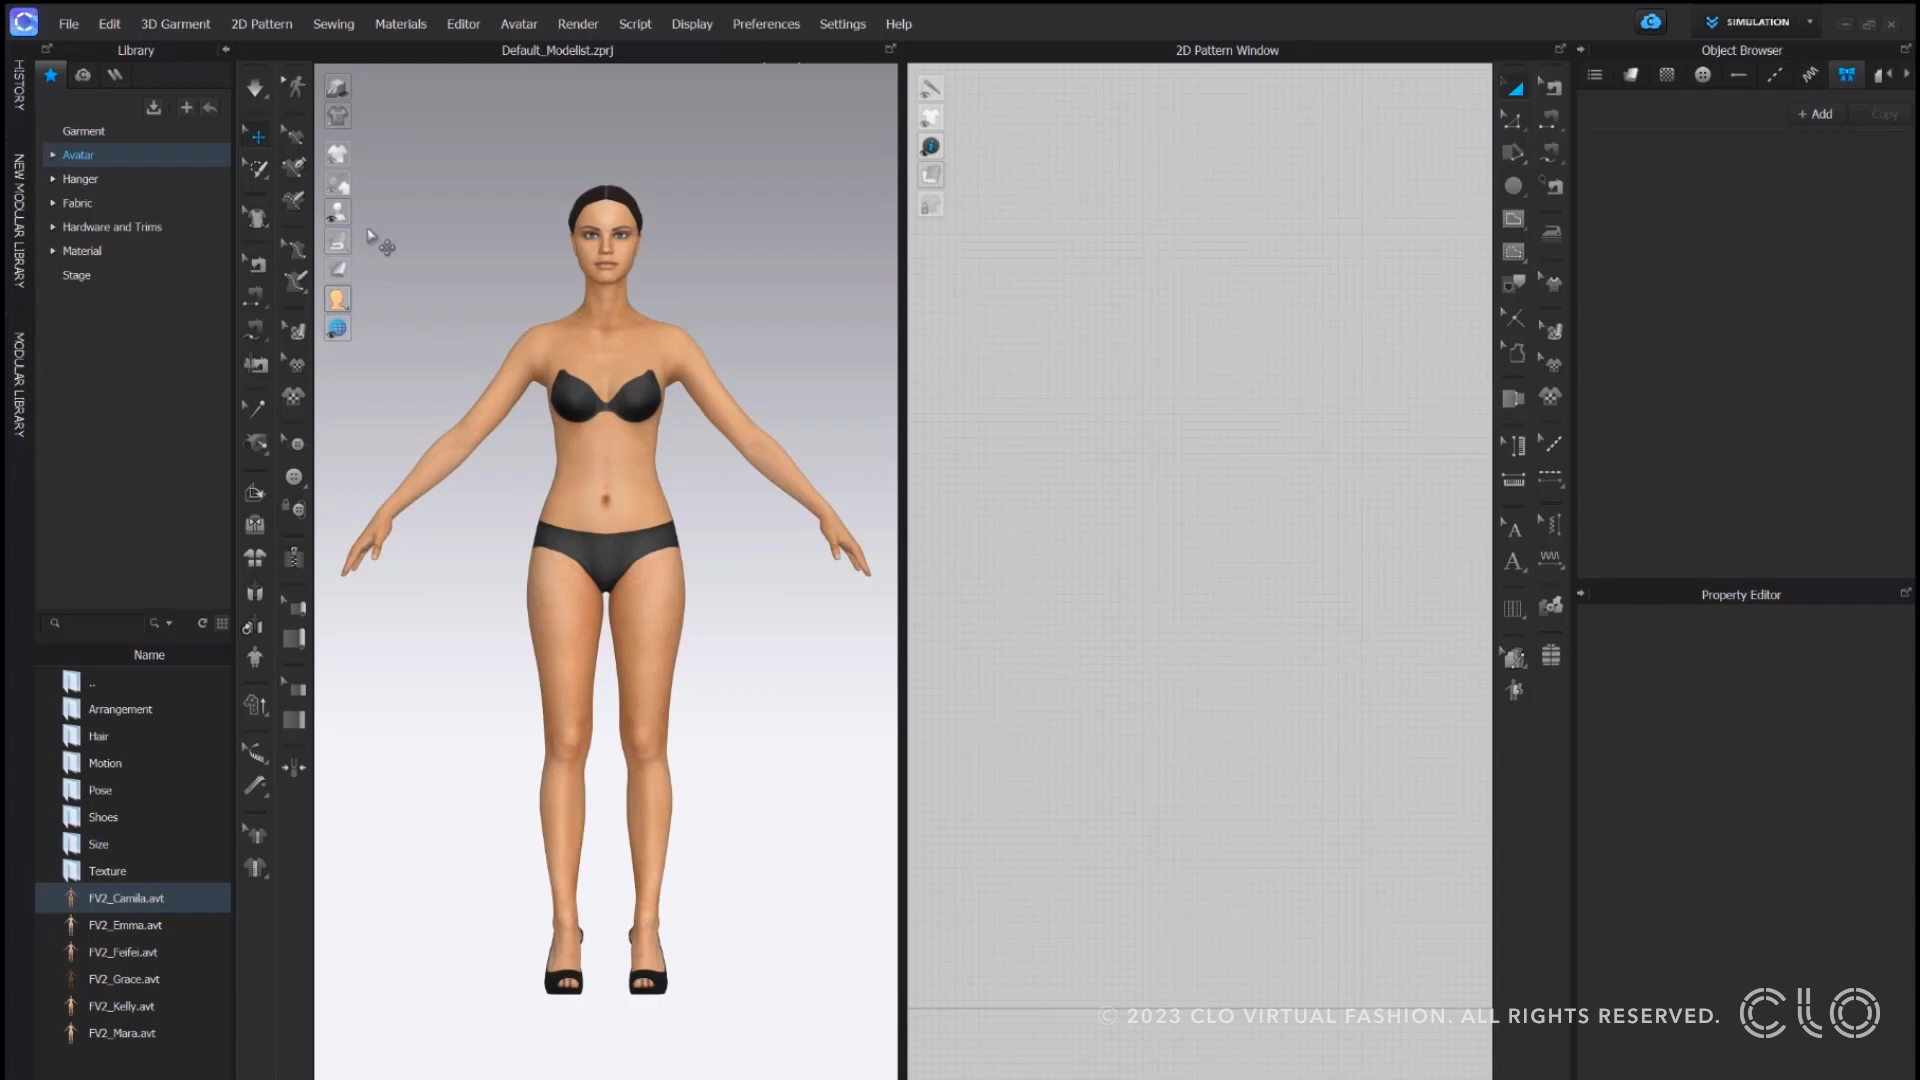 File Edit 3D Garment 2D Pattern Sewing Materials Editor Avatar Render Script Display Preferences Settings Help
SIMULATION
Library
Default_Modelist.zprj
2D Pattern Window
Object Browser
HISTORY
NEW MODULAR LIBRARY
MODULAR LIBRARY
+ Add
Copy
Garment
Avatar
Hanger
Fabric
Hardware and Trims
Material
Stage
Property Editor
Name
..
Arrangement
Hair
Motion
Pose
Shoes
Size
Texture
FV2_Camila.avt
FV2_Emma.avt
FV2_Feifei.avt
FV2_Grace.avt
FV2_Kelly.avt
FV2_Mara.avt
© 2023 CLO VIRTUAL FASHION. ALL RIGHTS RESERVED. CLO